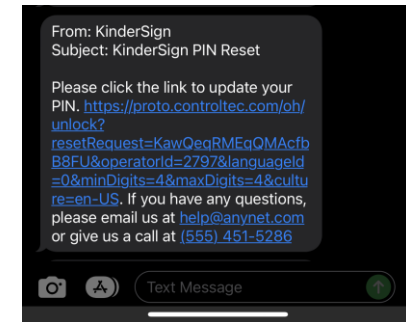 From: KinderSign
Subject: KinderSign PIN Reset
Please click the link to update your
PIN. https://proto.controltec.com/oh/
unlock?
resetRequest=KawQeqRMEqQMAcfb
B8FU&operatorId=2797&languageId
=0&minDigits=4&maxDigits=4&cultu
re=en-US. If you have any questions,
please email us at help@anynet.com
or give us a call at (555) 451-5286
Text Message